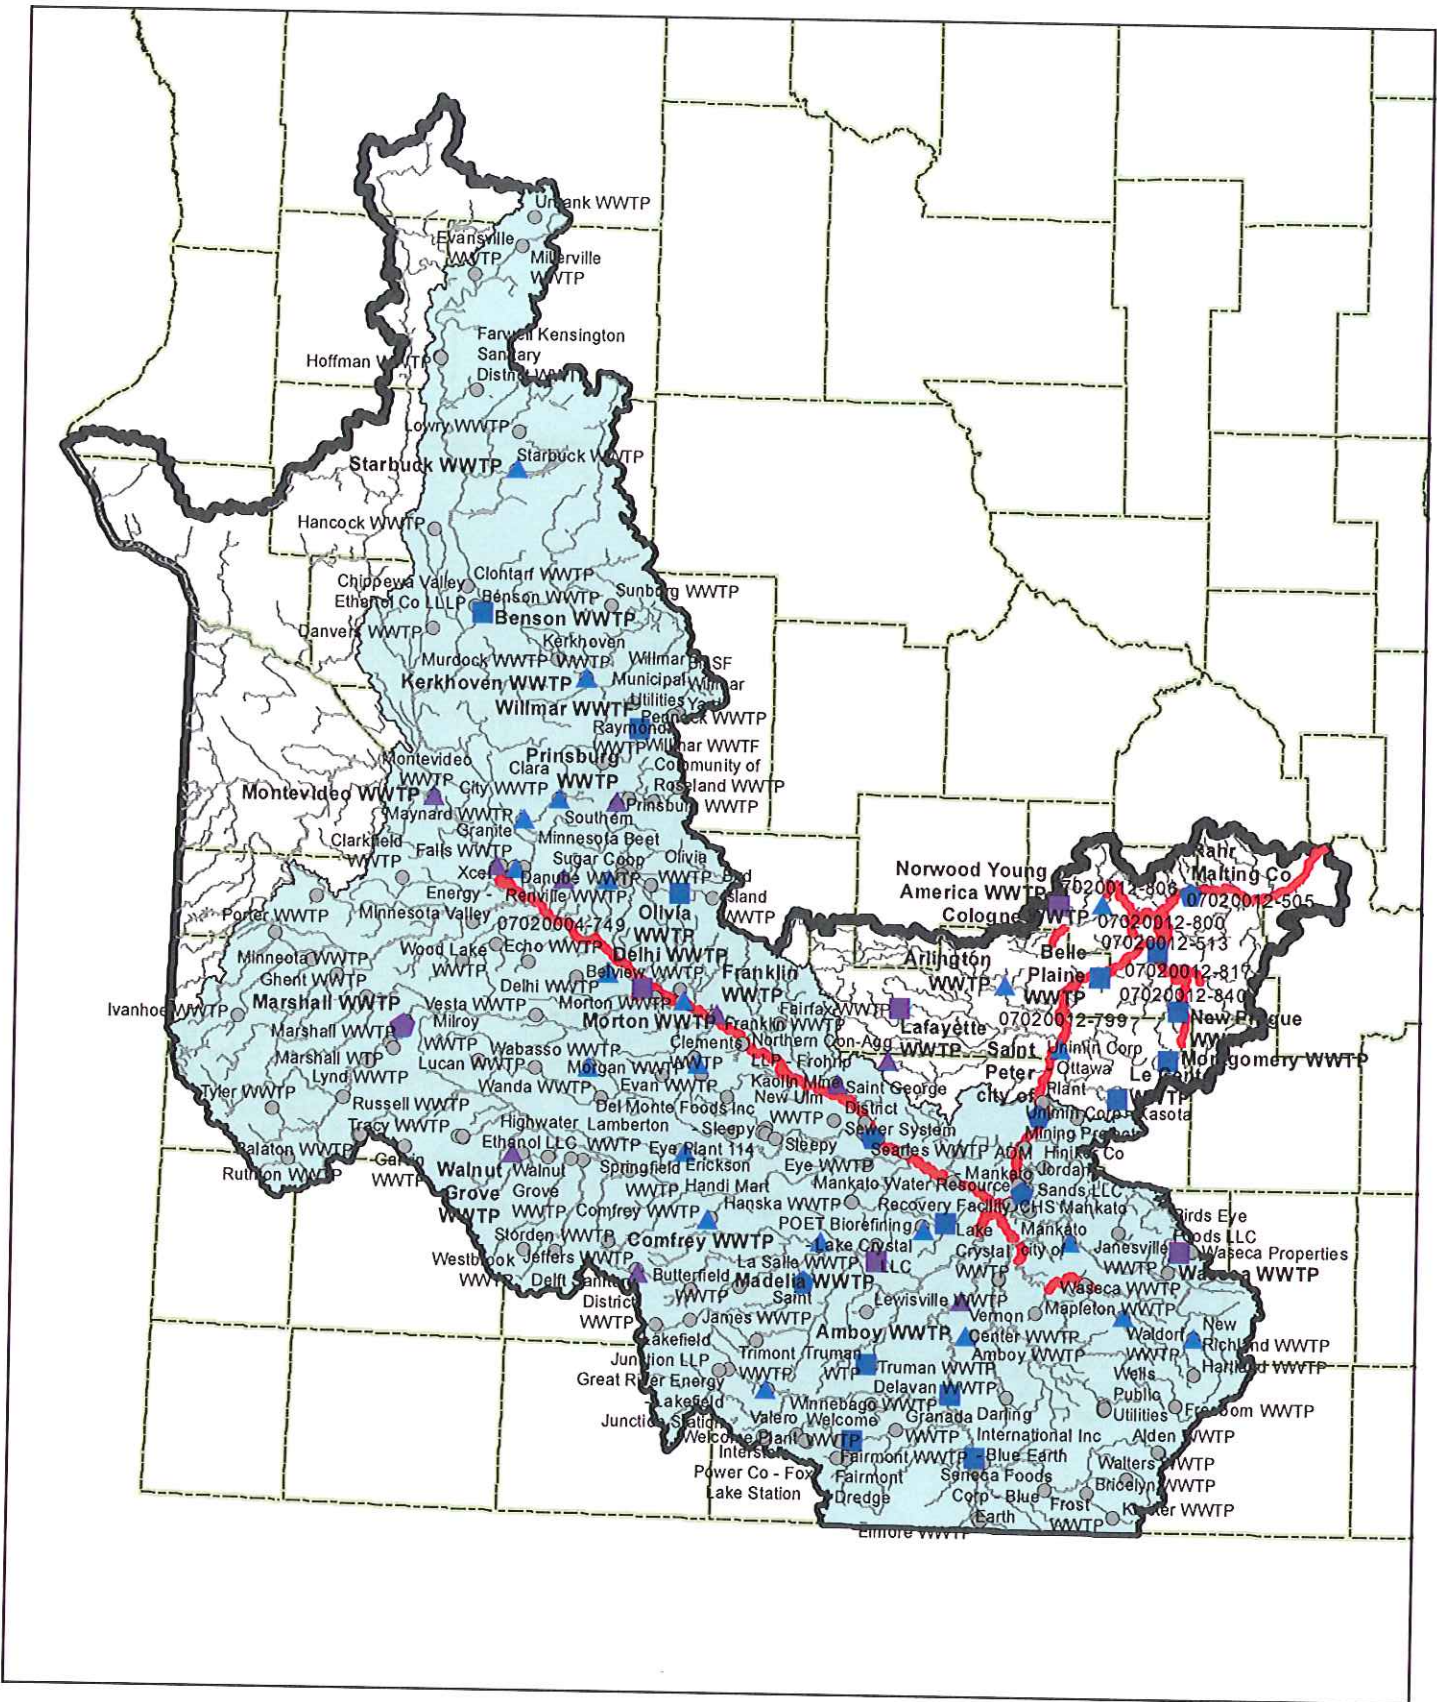 Urbank WWTP
Evansville
WWTP
Millerville
WWTP
Farwell Kensington
Sanitary
District WWTP
Hoffman WWTP
Lowry WWTP
Starbuck WWTP
Starbuck WWTP
Hancock WWTP
Clontarf WWTP
Chippewa Valley
Ethanol Co LLLP
Benson WWTP
Sunburg WWTP
Benson WWTP
Danvers WWTP
Kerkhoven
WWTP
Murdock WWTP
Kerkhoven WWTP
Willmar
Municipal
Utilities
BNSF
Willmar
Yard
Willmar WWTF
Pennock WWTP
Raymond
WWTP
Willmar WWTF
Prinsburg
WWTP
Community of
Roseland WWTP
Prinsburg WWTP
Montevideo
WWTP
Clara
City WWTP
Montevideo WWTP
Maynard WWTP
Granite
Falls WWTP
Southern
Minnesota Beet
Sugar Coop
Clarkfield
WWTP
Olivia
WWTP
Bird
Island
WWTP
Xcel
Energy -
Minnesota Valley
Danube WWTP
Renville WWTP
07020004-749
Olivia
WWTP
Porter WWTP
Minneota WWTP
Ghent WWTP
Wood Lake
WWTP
Echo WWTP
Delhi WWTP
Belview WWTP
Delhi WWTP
Franklin
WWTP
Marshall WWTP
Vesta WWTP
Morton WWTP
Morton WWTP
Franklin WWTP
Fairfax WWTP
Ivanhoe WWTP
Marshall WWTP
Milroy
WWTP
Marshall WTP
Lucan WWTP
Wabasso WWTP
Clements
WWTP
Northern Con-Agg
LLP - Frohrip
Kaolin Mine
Lynd WWTP
Wanda WWTP
Morgan WWTP
Evan WWTP
Saint George
District
Sewer System
Tyler WWTP
Russell WWTP
Del Monte Foods Inc
Sleepy
Eye Plant 114
New Ulm
WWTP
Tracy WWTP
Highwater
Ethanol LLC
Lamberton
WWTP
Sleepy
Eye WWTP
Searles WWTP
Balaton WWTP
Ruthton WWTP
Garvin
WWTP
Walnut
Grove
WWTP
Walnut
Grove
WWTP
Springfield
WWTP
Erickson
Handi Mart
Hanska WWTP
Comfrey WWTP
Comfrey WWTP
Storden WWTP
Jeffers WWTP
Westbrook
WWTP
Delft Sanitary
District
WWTP
Butterfield
WWTP
La Salle WWTP
Madelia WWTP
Saint
James WWTP
POET Biorefining
- Lake Crystal
LLC
Lake
Crystal
WWTP
Mankato Water Resource
Recovery Facility
ADM
- Mankato
CHS Mankato
Mankato
city of
Hiniker Co
Jordan
Sands LLC
Janesville
WWTP
Birds Eye
Foods LLC
Waseca Properties
Waseca WWTP
Waseca WWTP
Lewisville WWTP
Vernon
Center WWTP
Amboy WWTP
Amboy WWTP
Mapleton WWTP
Waldorf
WWTP
New
Richland WWTP
Hartland WWTP
Lakefield
Junction LLP
Great River Energy
Lakefield
Junction Station
Trimont
WWTP
Truman
WTP
Truman WWTP
Delavan WWTP
Winnebago WWTP
Wells
Public
Utilities
Freeborn WWTP
Valero
Welcome Plant
Welcome
WWTP
Granada
WWTP
Darling
International Inc
- Blue Earth
Alden WWTP
Interstate
Power Co - Fox
Lake Station
Fairmont WWTP
Fairmont
Dredge
Seneca Foods
Corp - Blue
Earth
Walters WWTP
Bricelyn WWTP
Frost
WWTP
Kiester WWTP
Elmore WWTP
Norwood Young
America WWTP
Cologne WWTP
Rahr
Malting Co
07020012-806
07020012-505
07020012-800
07020012-513
Arlington
WWTP
Belle
Plaine
WWTP
07020012-817
07020012-840
07020012-799
New Prague
WWTP
Lafayette
WWTP
Saint
Peter
city of
Unimin Corp
Ottawa
Plant
Montgomery WWTP
Le Center
WWTP
Unimin Corp - Kasota
Mining Project